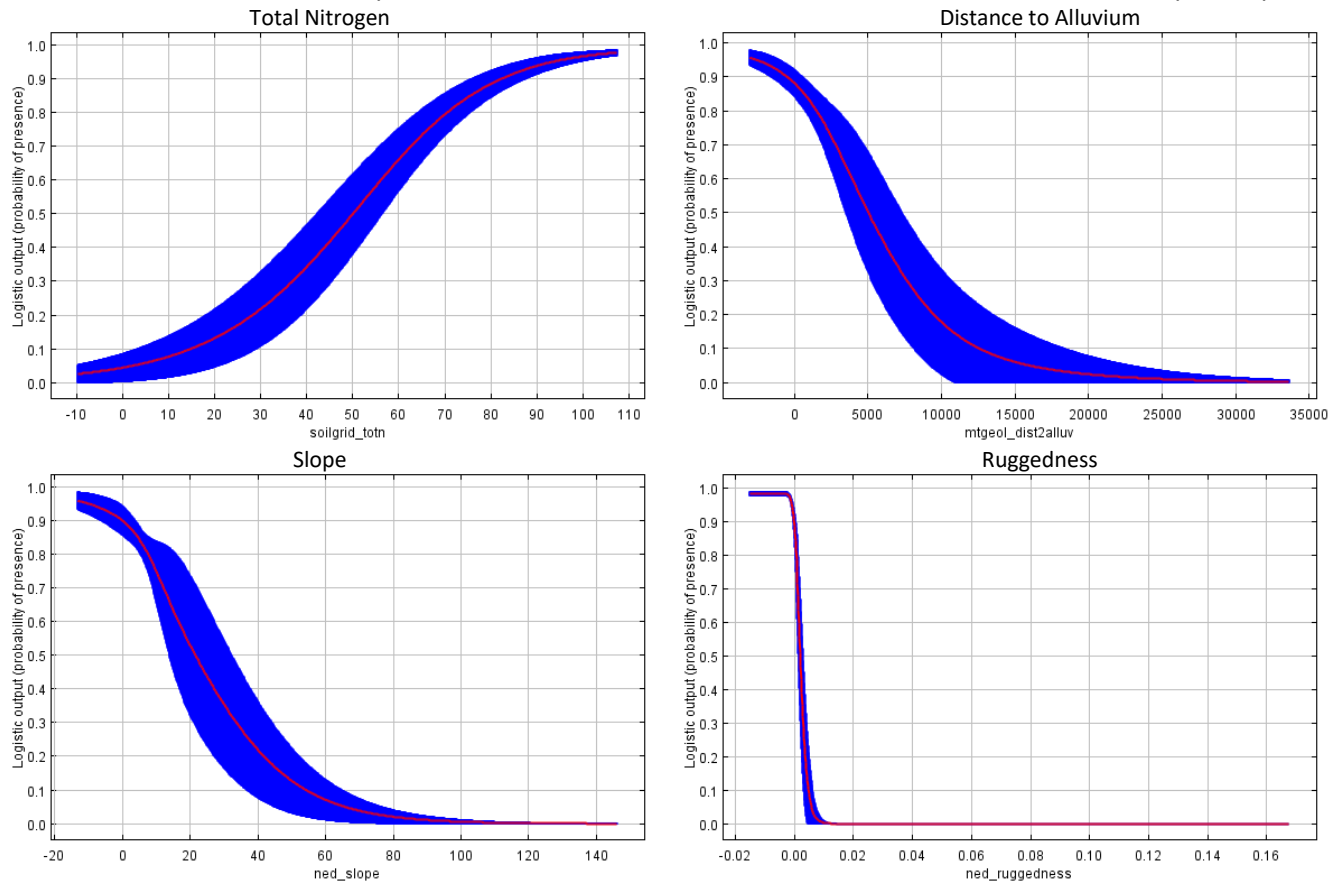 Total Nitrogen
Logistic output (probability of presence)
1.0
0.9
0.8
0.7
0.6
0.5
0.4
0.3
0.2
0.1
0.0
-10 0 10 20 30 40 50 60 70 80 90 100 110
soilgrid_totn
Distance to Alluvium
Logistic output (probability of presence)
1.0
0.9
0.8
0.7
0.6
0.5
0.4
0.3
0.2
0.1
0.0
0 5000 10000 15000 20000 25000 30000 35000
mtgeol_dist2alluv
Slope
Logistic output (probability of presence)
1.0
0.9
0.8
0.7
0.6
0.5
0.4
0.3
0.2
0.1
0.0
-20 0 20 40 60 80 100 120 140
ned_slope
Ruggedness
Logistic output (probability of presence)
1.0
0.9
0.8
0.7
0.6
0.5
0.4
0.3
0.2
0.1
0.0
-0.02 0.00 0.02 0.04 0.06 0.08 0.10 0.12 0.14 0.16
ned_ruggedness